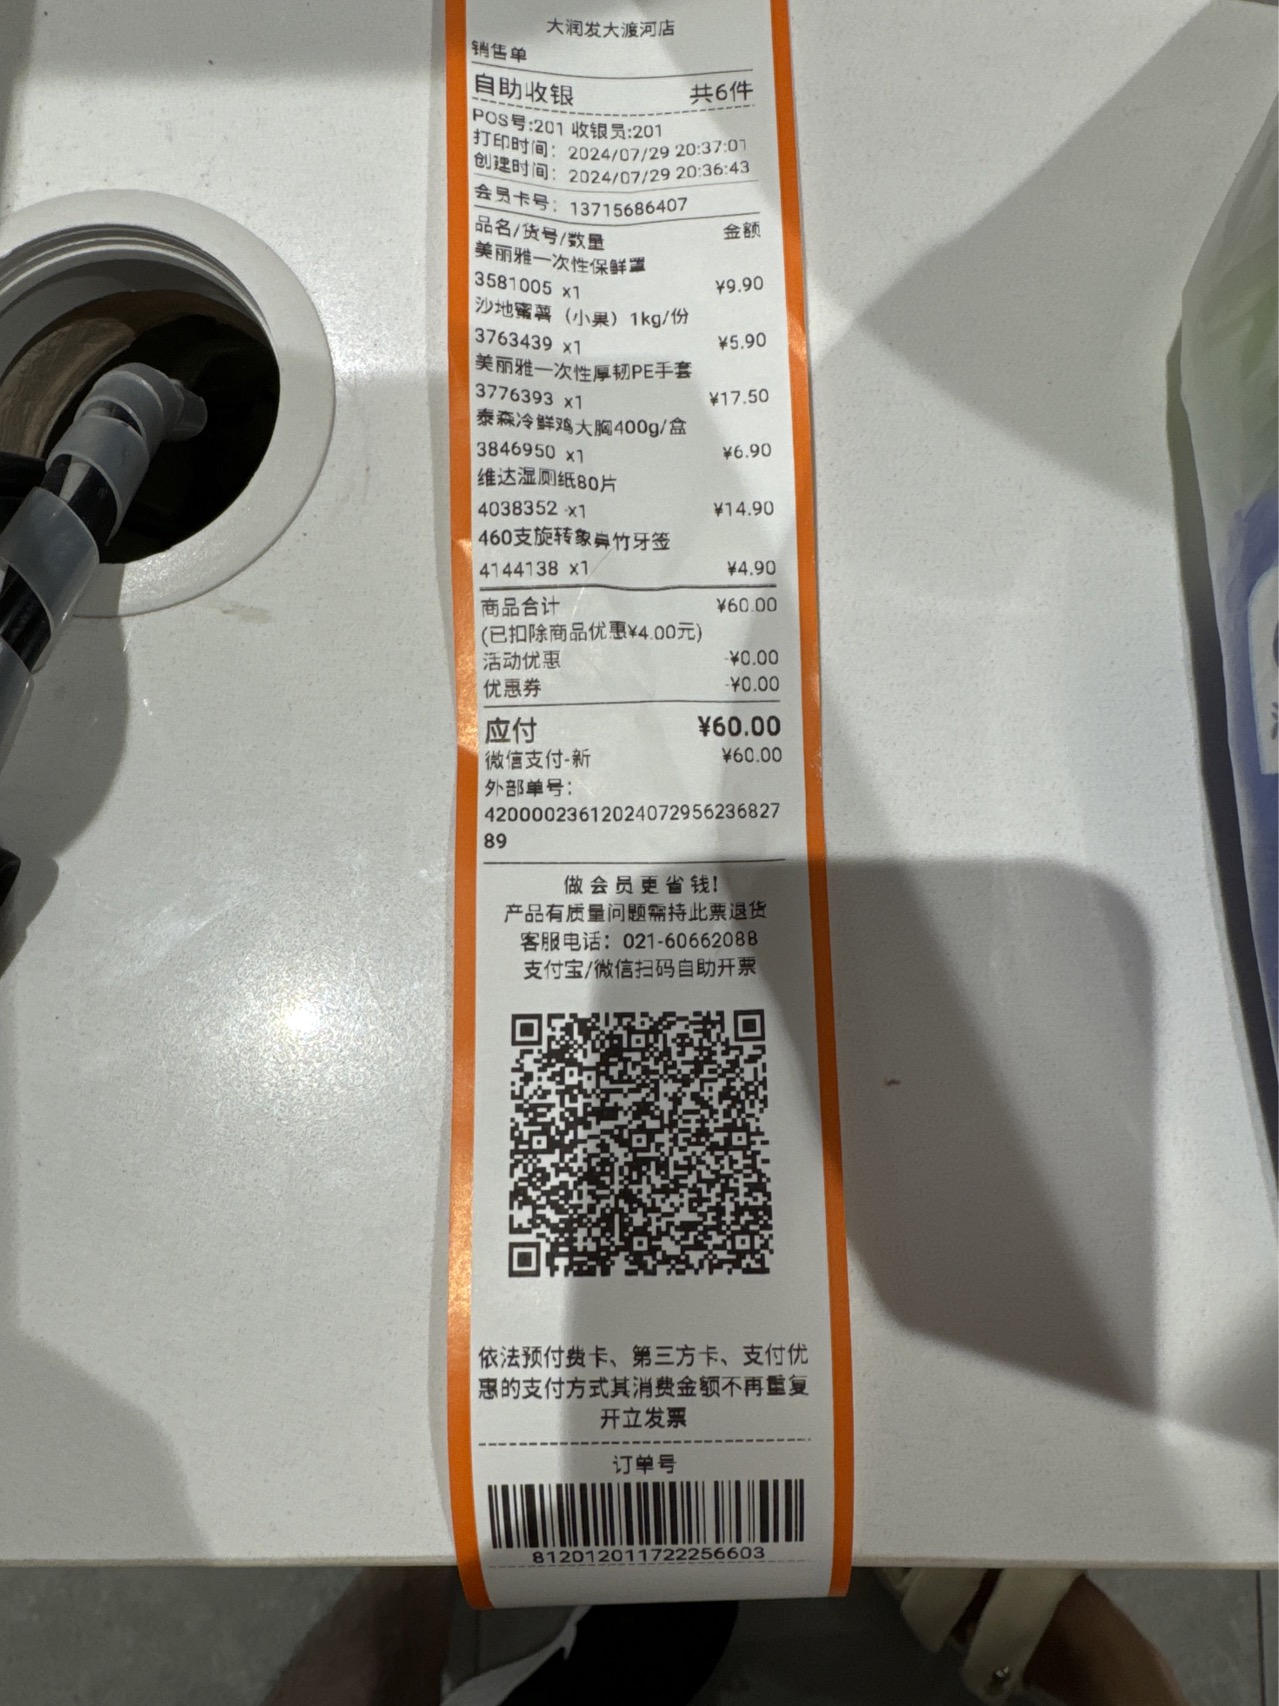 大润发大渡河店
销售单
自助收银 共6件
POS号:201 收银员:201
打印时间： 2024/07/29 20:37:01
创建时间： 2024/07/29 20:36:43
会员卡号： 13715686407
品名/货号/数量 金额
美丽雅一次性保鲜罩
3581005 x1 ¥9.90
沙地蜜薯（小果）1kg/份
3763439 x1 ¥5.90
美丽雅一次性厚韧PE手套
3776393 x1 ¥17.50
泰森冷鲜鸡大胸400g/盒
3846950 x1 ¥6.90
维达湿厕纸80片
4038352 x1 ¥14.90
460支旋转象鼻竹牙签
4144138 x1 ¥4.90
商品合计 ¥60.00
(已扣除商品优惠¥4.00元)
活动优惠 -¥0.00
优惠券 -¥0.00
应付 ¥60.00
微信支付-新 ¥60.00
外部单号：
42000023612024072956236827
89
做会员更省钱!
产品有质量问题需持此票退货
客服电话：021-60662088
支付宝/微信扫码自助开票
依法预付费卡、第三方卡、支付优
惠的支付方式其消费金额不再重复
开立发票
订单号
812012011722256603